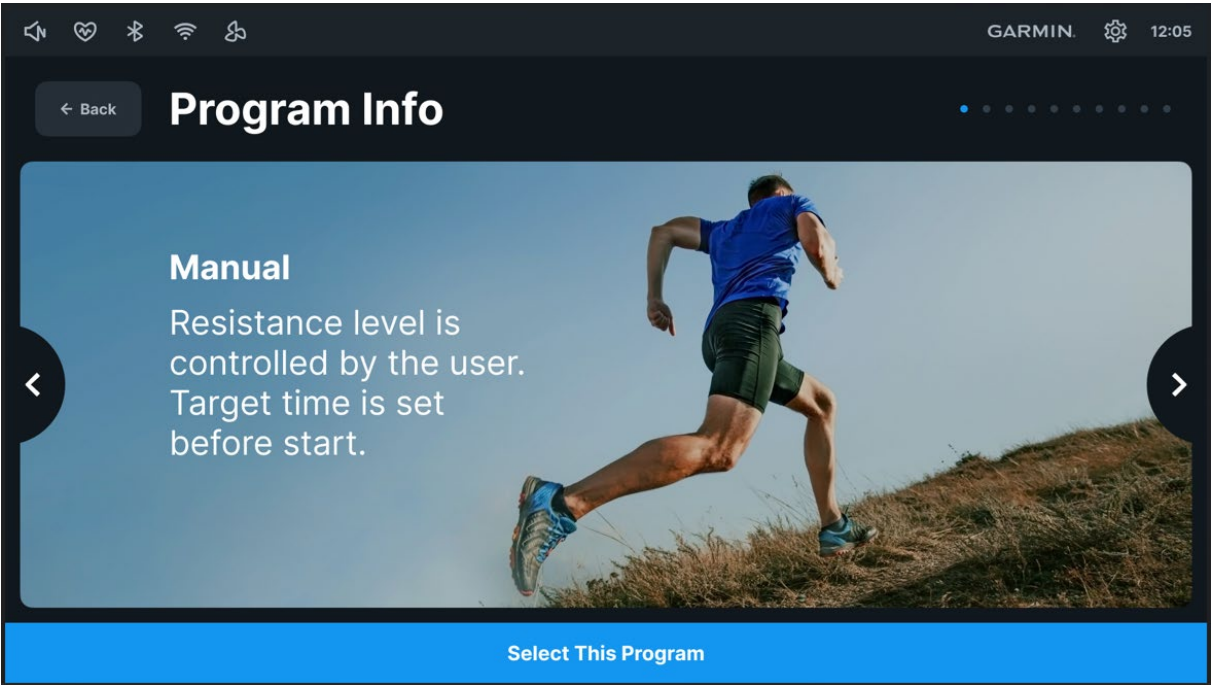 GARMIN.
12:05
← Back
Program Info
Manual
Resistance level is
controlled by the user.
Target time is set
before start.
Select This Program